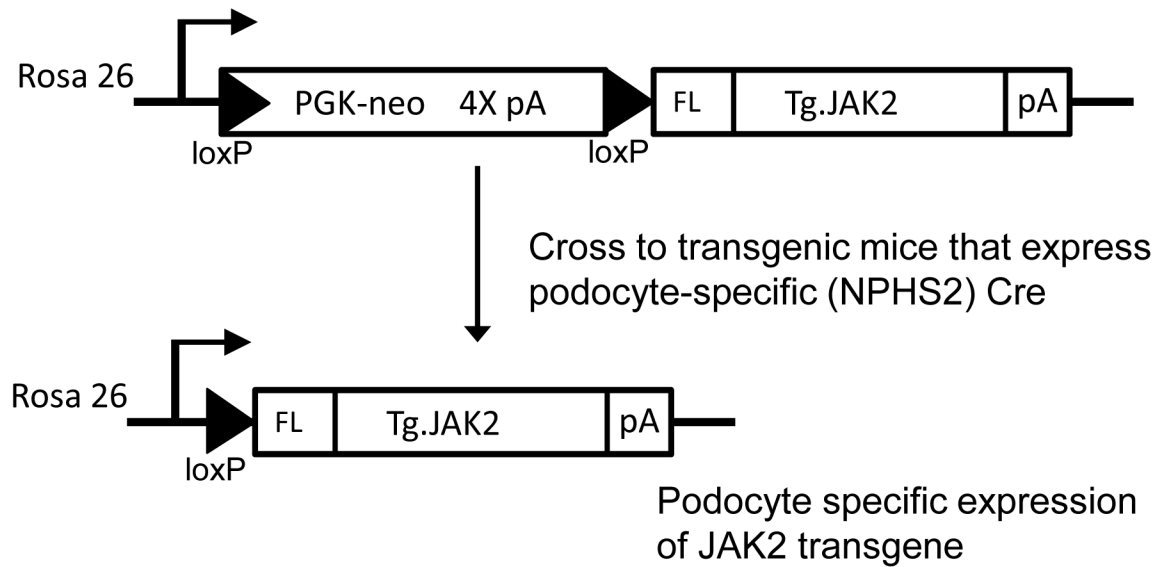 Rosa 26
PGK-neo 4X pA
FL
Tg.JAK2
pA
loxP
loxP
Cross to transgenic mice that express
podocyte-specific (NPHS2) Cre
Rosa 26
FL
Tg.JAK2
pA
loxP
Podocyte specific expression
of JAK2 transgene